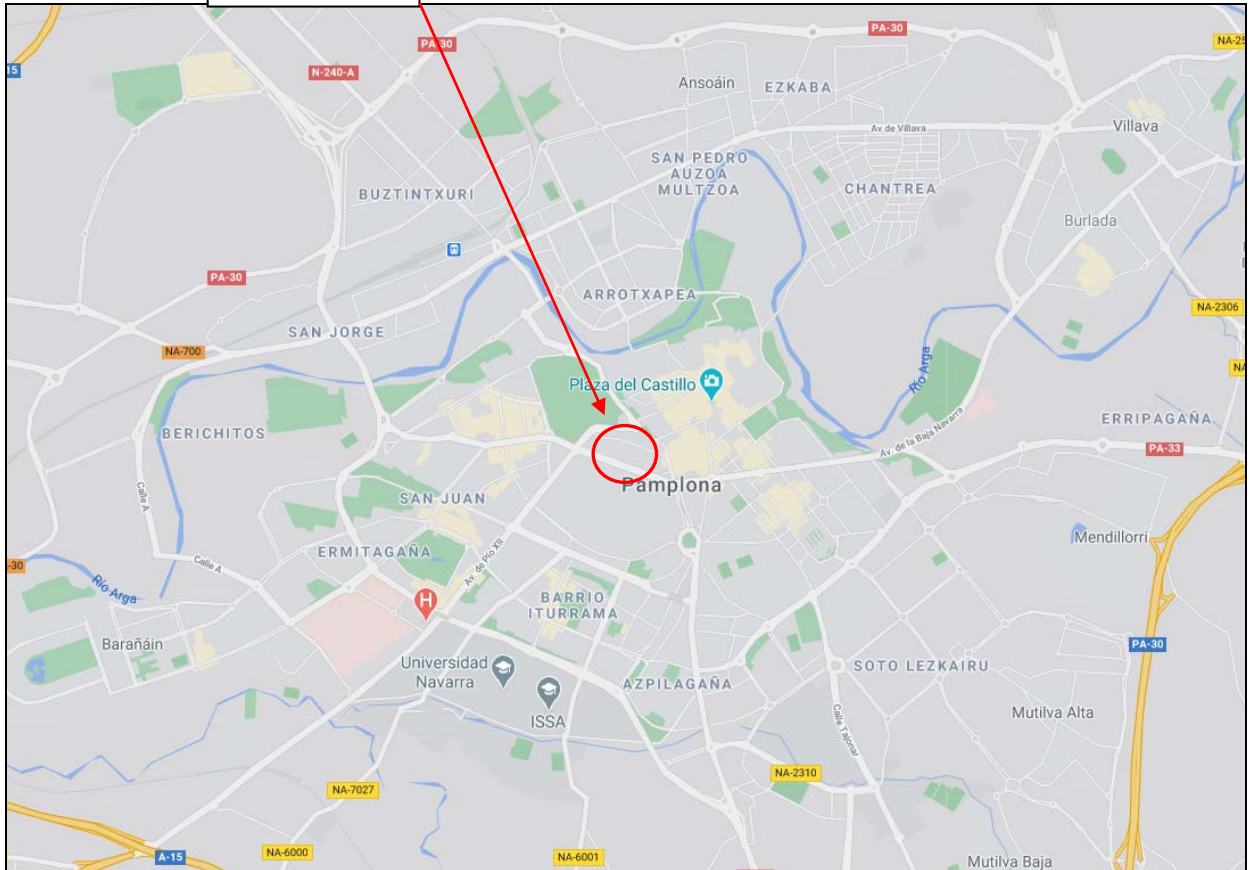 PA-30
PA-30
NA-25
15
N-240-A
Ansoáin
EZKABA
Av de Villava
Villava
SAN PEDRO
AUZOA
MULTZOA
BUZTINTXURI
CHANTREA
Burlada
PA-30
ARROTXAPEA
NA-2306
SAN JORGE
NA-700
Río Arga
NA
Plaza del Castillo
BERICHITOS
ERRIPAGAÑA
Av. de la Baja Navarra
PA-33
Pamplona
Calle A
SAN JUAN
Mendillorri
ERMITAGAÑA
Av. de Pío XII
Calle A
-30
Río Arga
H
BARRIO
ITURRAMA
Barañáin
PA-30
Universidad
Navarra
SOTO LEZKAIRU
AZPILAGAÑA
ISSA
Calle Tajonar
Mutilva Alta
NA-2310
NA-7027
A-15
NA-6000
NA-6001
Mutilva Baja